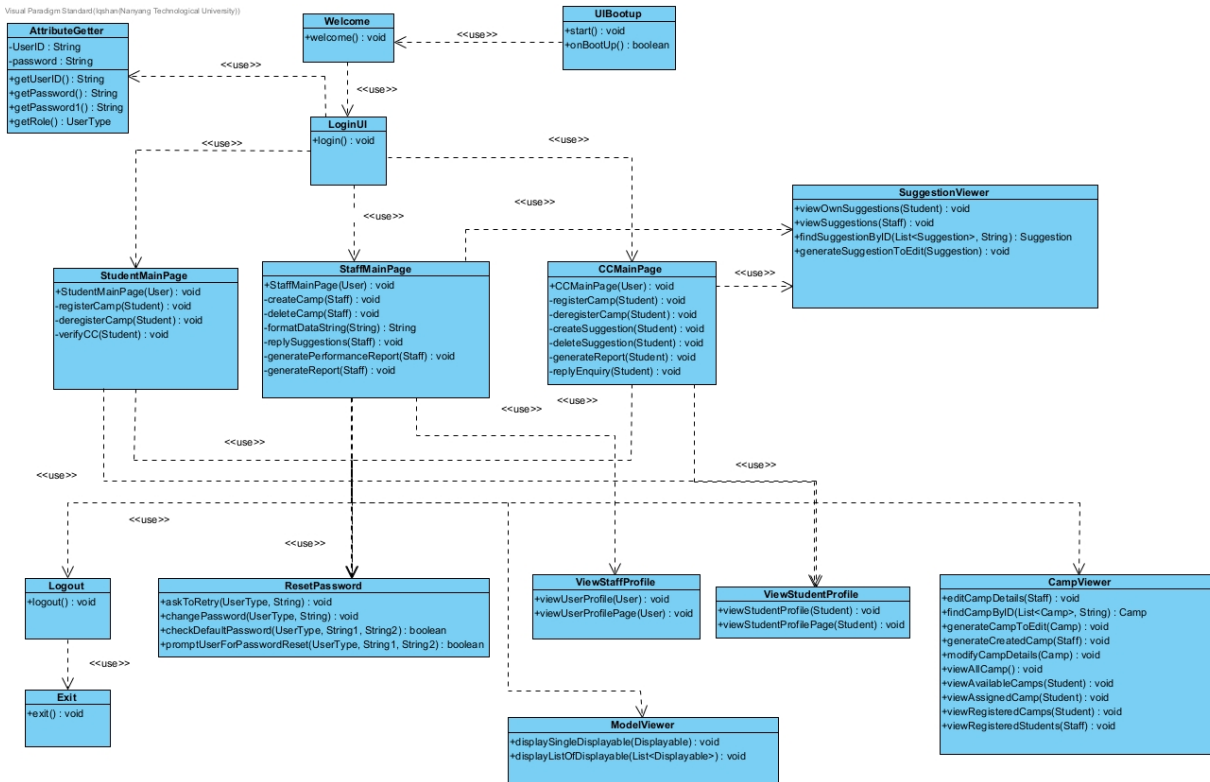 Visual Paradigm Standard(Iqshan(Nanyang Technological University))
AttributeGetter
-UserID : String
-password : String
+getUserID() : String
+getPassword() : String
+getPassword1() : String
+getRole() : UserType
Welcome
+welcome() : void
UIBootup
+start() : void
+onBootUp() : boolean
<<use>>
<<use>>
<<use>>
LoginUI
+login() : void
<<use>>
<<use>>
<<use>>
<<use>>
<<use>>
SuggestionViewer
+viewOwnSuggestions(Student) : void
+viewSuggestions(Staff) : void
+findSuggestionByID(List<Suggestion>, String) : Suggestion
+generateSuggestionToEdit(Suggestion) : void
StudentMainPage
+StudentMainPage(User) : void
-registerCamp(Student) : void
-deregisterCamp(Student) : void
-verifyCC(Student) : void
StaffMainPage
+StaffMainPage(User) : void
-createCamp(Staff) : void
-deleteCamp(Staff) : void
-formatDataString(String) : String
-replySuggestions(Staff) : void
-generatePerformanceReport(Staff) : void
-generateReport(Staff) : void
CCMainPage
+CCMainPage(User) : void
-registerCamp(Student) : void
-deregisterCamp(Student) : void
-createSuggestion(Student) : void
-deleteSuggestion(Student) : void
-generateReport(Student) : void
-replyEnquiry(Student) : void
<<use>>
<<use>>
<<use>>
<<use>>
<<use>>
<<use>>
<<use>>
<<use>>
Logout
+logout() : void
ResetPassword
+askToRetry(UserType, String) : void
+changePassword(UserType, String) : void
+checkDefaultPassword(UserType, String1, String2) : boolean
+promptUserForPasswordReset(UserType, String1, String2) : boolean
ViewStaffProfile
+viewUserProfile(User) : void
+viewUserProfilePage(User) : void
ViewStudentProfile
+viewStudentProfile(Student) : void
+viewStudentProfilePage(Student) : void
CampViewer
+editCampDetails(Staff) : void
+findCampByID(List<Camp>, String) : Camp
+generateCampToEdit(Camp) : void
+generateCreatedCamp(Staff) : void
+modifyCampDetails(Camp) : void
+viewAllCamp() : void
+viewAvailableCamps(Student) : void
+viewAssignedCamp(Student) : void
+viewRegisteredCamps(Student) : void
+viewRegisteredStudents(Staff) : void
<<use>>
Exit
+exit() : void
ModelViewer
+displaySingleDisplayable(Displayable) : void
+displayListOfDisplayable(List<Displayable>) : void